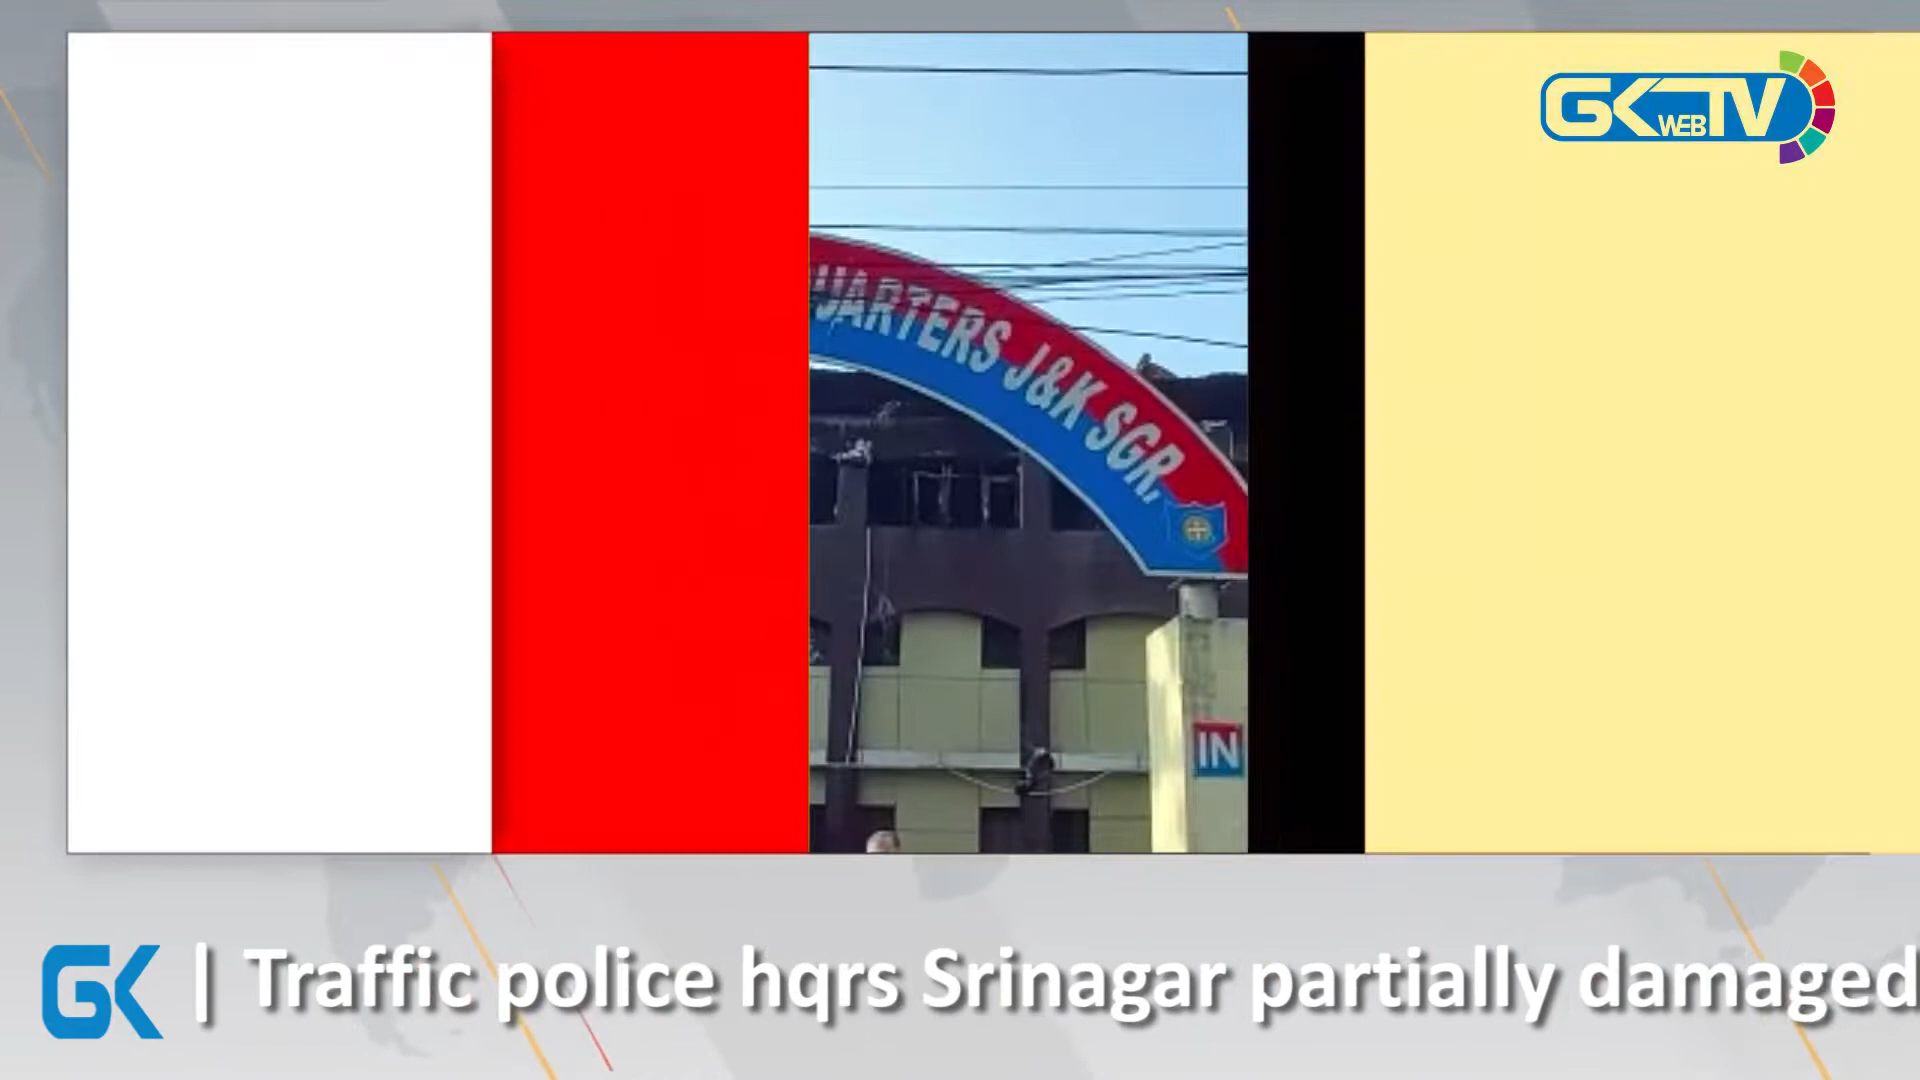 GK WEB TV
UARTERS J&K SGR,
IN
GK | Traffic police hqrs Srinagar partially damaged